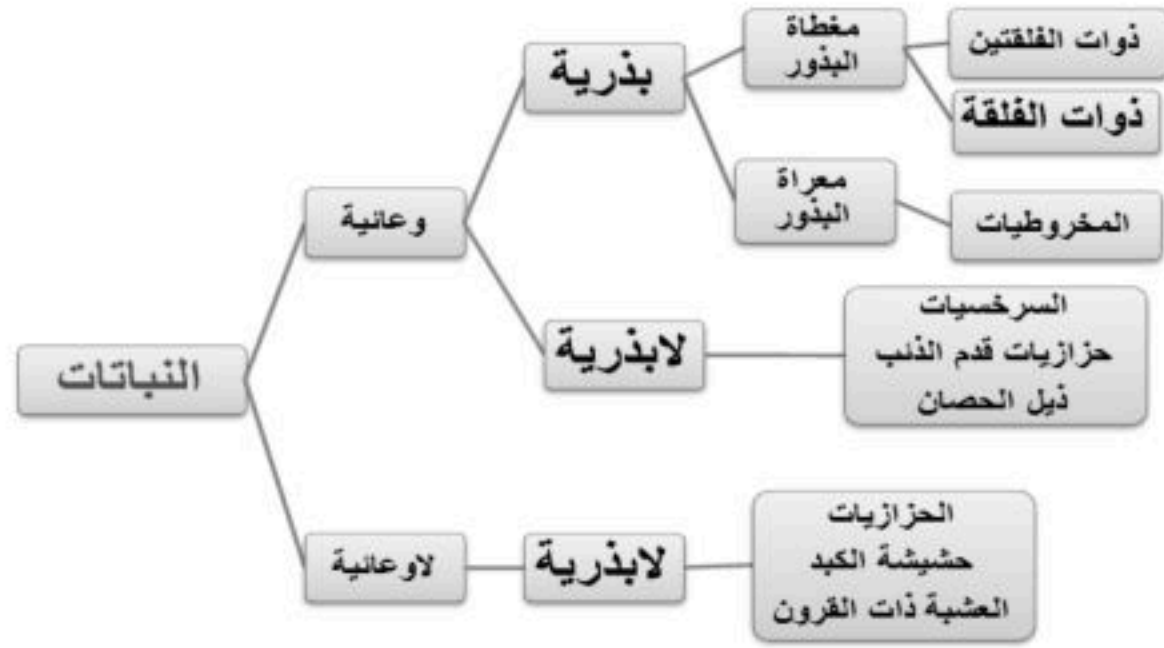 النباتات
وعائية
بذرية
مغطاة
البذور
ذوات الفلقتين
ذوات الفلقة
معراة
البذور
المخروطيات
لابذرية
السرخسيات
حزازيات قدم الذئب
ذيل الحصان
لاوعائية
لابذرية
الحزازيات
حشيشة الكبد
العشبة ذات القرون